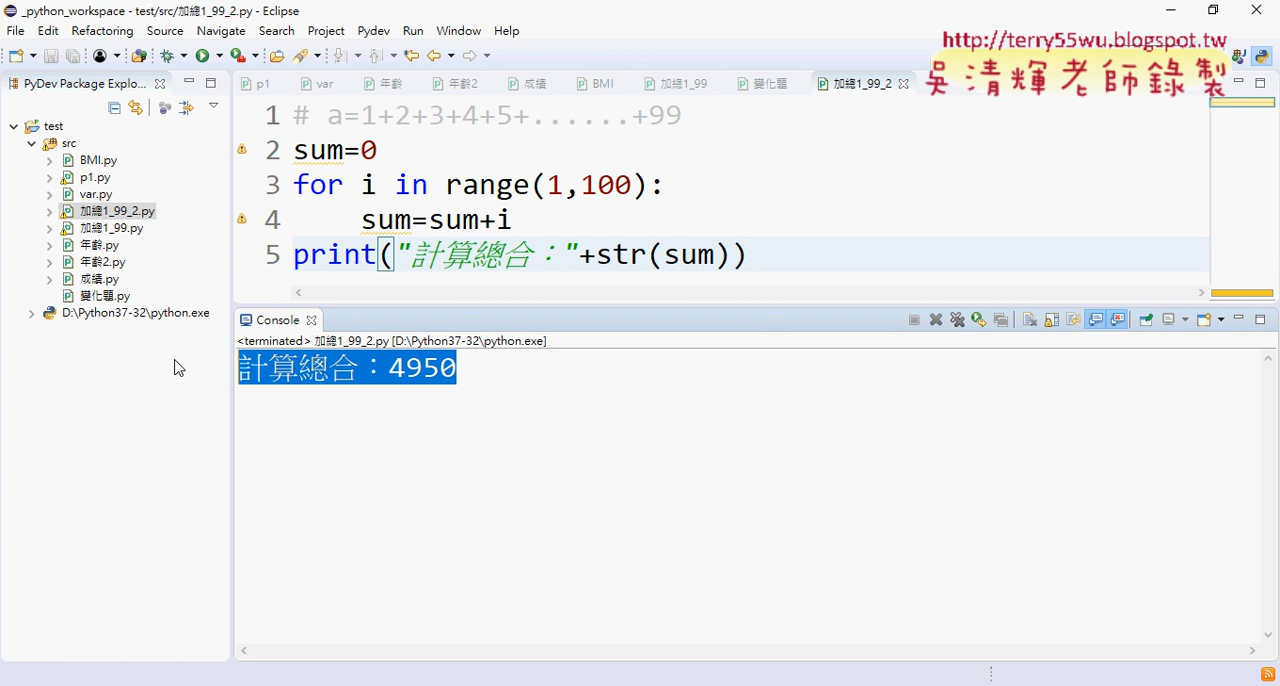 _python_workspace - test/src/加總1_99_2.py - Eclipse
File Edit Refactoring Source Navigate Search Project Pydev Run Window Help
http://terry55wu.blogspot.tw
吳清輝老師錄製
PyDev Package Explo...
p1 var 年齡 年齡2 成績 BMI 加總1_99 變化題 加總1_99_2
test
src
BMI.py
p1.py
var.py
加總1_99_2.py
加總1_99.py
年齡.py
年齡2.py
成績.py
變化題.py
D:\Python37-32\python.exe
1 # a=1+2+3+4+5+......+99
2 sum=0
3 for i in range(1,100):
4 sum=sum+i
5 print("計算總合："+str(sum))
Console
<terminated> 加總1_99_2.py [D:\Python37-32\python.exe]
計算總合：4950